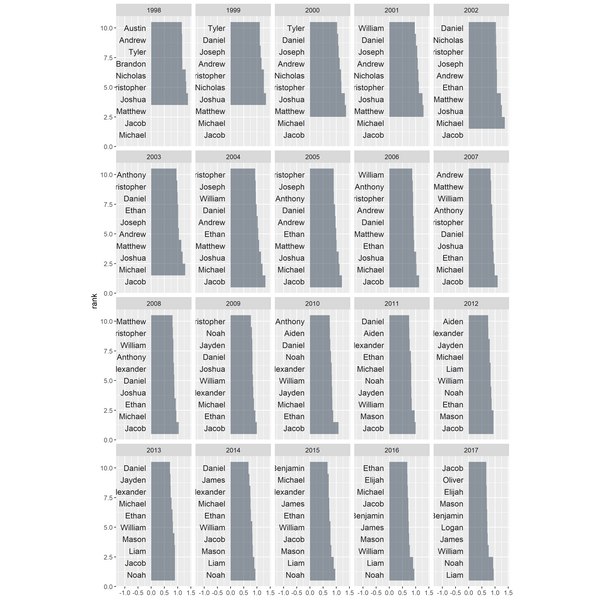 1998 1999 2000 2001 2002
10.0 Austin Tyler Tyler William Daniel
Andrew Daniel Daniel Daniel Nicholas
Tyler Joseph Joseph Joseph ristopher
7.5 Brandon Andrew Andrew Andrew Joseph
Nicholas ristopher Nicholas ristopher Andrew
5.0 ristopher Nicholas ristopher Nicholas Ethan
Joshua Joshua Joshua Joshua Matthew
Matthew Matthew Matthew Matthew Joshua
2.5 Jacob Michael Michael Michael Michael
Michael Jacob Jacob Jacob Jacob
0.0
2003 2004 2005 2006 2007
10.0 Anthony ristopher ristopher William Andrew
ristopher Joseph Joseph Anthony Matthew
Daniel William Daniel ristopher William
7.5 Ethan Daniel Anthony Daniel Anthony
Joseph Andrew Andrew Andrew ristopher
5.0 Andrew Ethan Ethan Matthew Daniel
Matthew Matthew Matthew Ethan Ethan
Joshua Joshua Joshua Joshua Joshua
2.5 Michael Michael Michael Michael Michael
Jacob Jacob Jacob Jacob Jacob
0.0
rank
2008 2009 2010 2011 2012
10.0 Matthew ristopher Anthony Daniel Aiden
ristopher Noah Aiden Aiden lexander
William Jayden Daniel lexander Jayden
7.5 Anthony Daniel Noah Ethan Michael
lexander Joshua lexander Michael Liam
5.0 Daniel William William Noah William
Joshua lexander Jayden Jayden Noah
Ethan Michael Michael William Ethan
2.5 Michael Ethan Ethan Mason Mason
Jacob Jacob Jacob Jacob Jacob
0.0
2013 2014 2015 2016 2017
10.0 Daniel Daniel Benjamin Ethan Jacob
Jayden James lexander Elijah Oliver
lexander lexander Michael Michael Elijah
7.5 Michael Michael Jacob Jacob Mason
Ethan Ethan Ethan Benjamin Benjamin
5.0 William William James James Logan
Mason Jacob William Mason James
Liam Mason Mason William William
2.5 Jacob Liam Liam Liam Noah
Noah Noah Noah Noah Liam
0.0
-1.0 -0.5 0.0 0.5 1.0 1.5 -1.0 -0.5 0.0 0.5 1.0 1.5 -1.0 -0.5 0.0 0.5 1.0 1.5 -1.0 -0.5 0.0 0.5 1.0 1.5 -1.0 -0.5 0.0 0.5 1.0 1.5